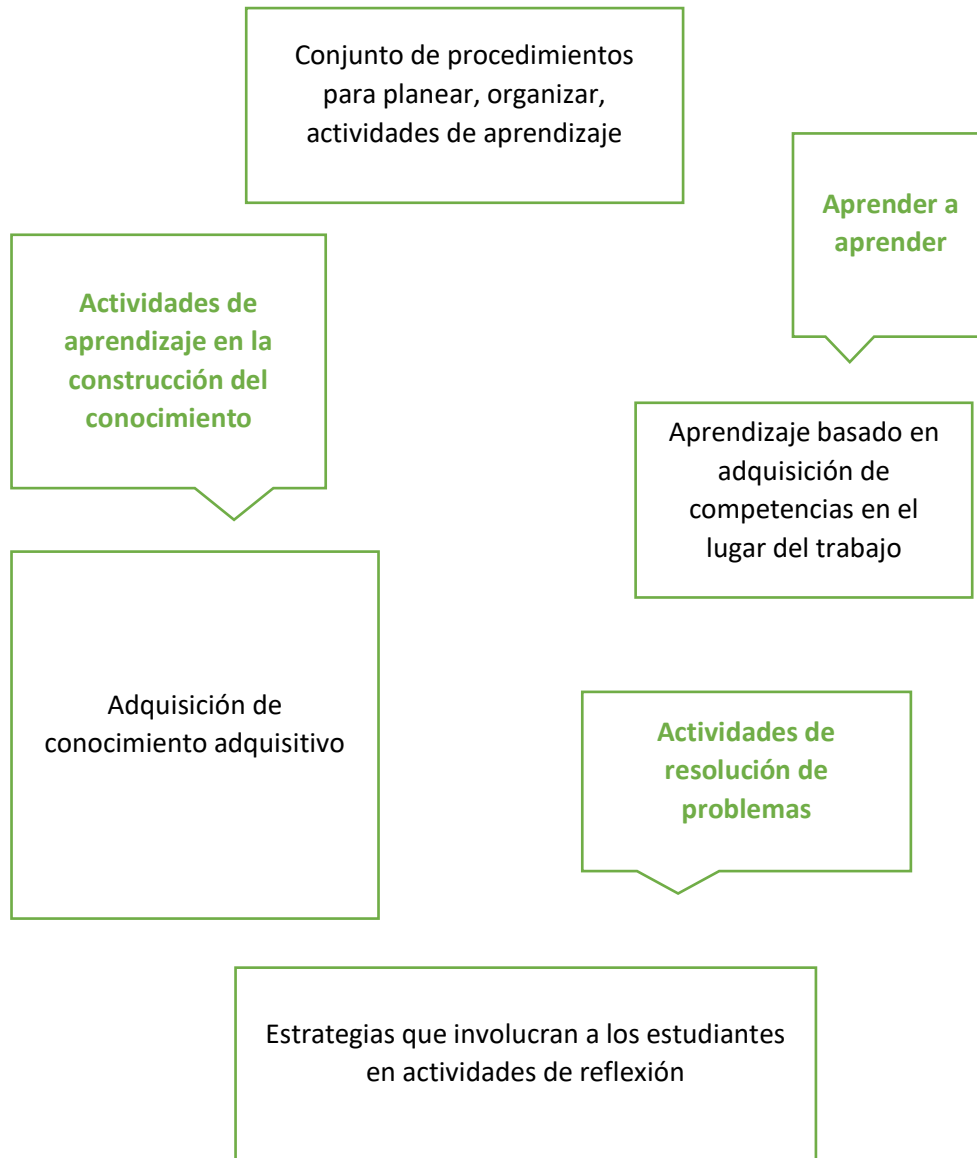 Conjunto de procedimientos
para planear, organizar,
actividades de aprendizaje
Aprender a
aprender
Actividades de
aprendizaje en la
construcción del
conocimiento
Aprendizaje basado en
adquisición de
competencias en el
lugar del trabajo
Adquisición de
conocimiento adquisitivo
Actividades de
resolución de
problemas
Estrategias que involucran a los estudiantes
en actividades de reflexión